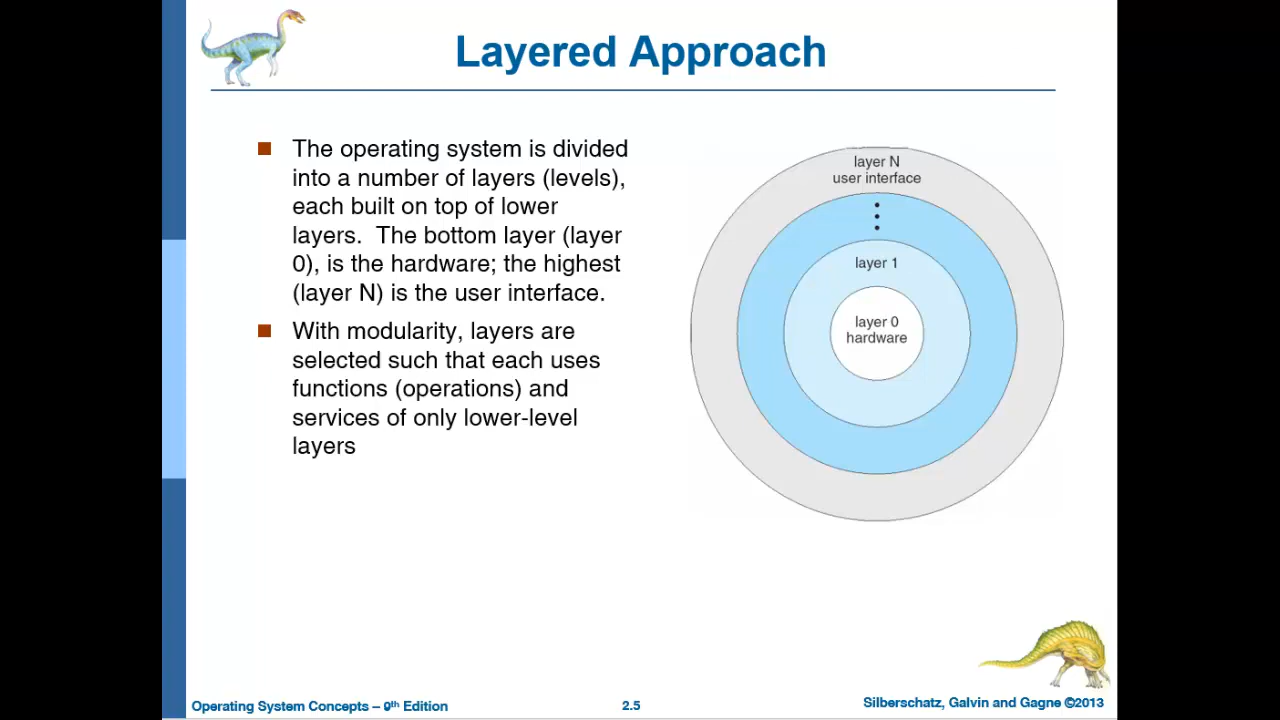 Layered Approach
The operating system is divided
into a number of layers (levels),
each built on top of lower
layers.  The bottom layer (layer
0), is the hardware; the highest
(layer N) is the user interface.
With modularity, layers are
selected such that each uses
functions (operations) and
services of only lower-level
layers
layer N
user interface
layer 1
layer 0
hardware
Operating System Concepts – 9th Edition
2.5
Silberschatz, Galvin and Gagne ©2013